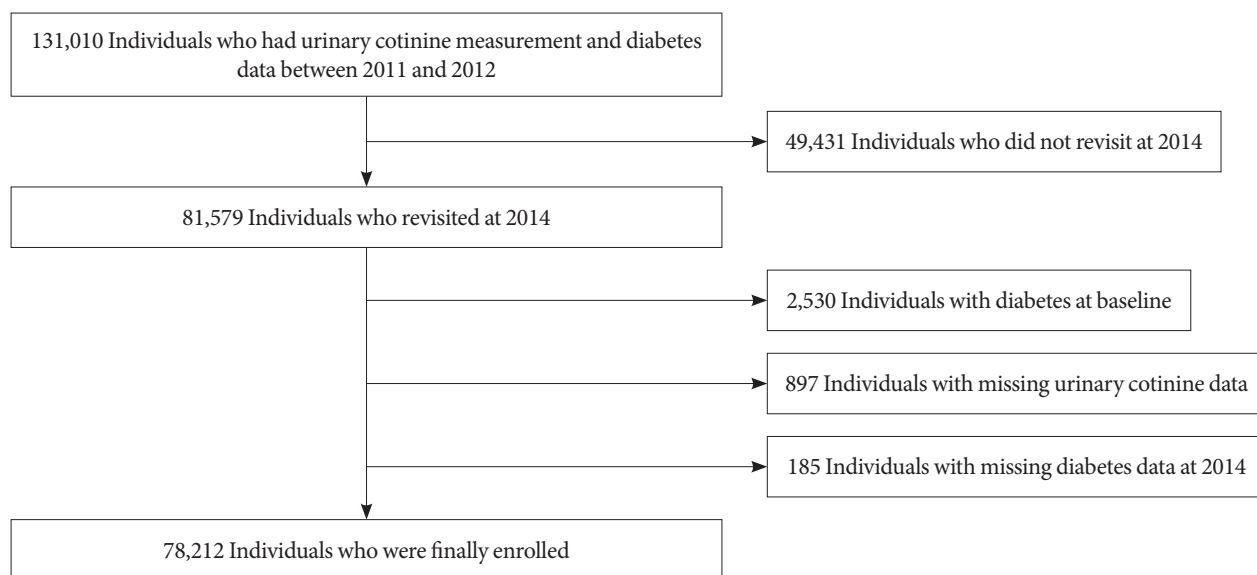 131,010 Individuals who had urinary cotinine measurement and diabetes
data between 2011 and 2012
49,431 Individuals who did not revisit at 2014
81,579 Individuals who revisited at 2014
2,530 Individuals with diabetes at baseline
897 Individuals with missing urinary cotinine data
185 Individuals with missing diabetes data at 2014
78,212 Individuals who were finally enrolled